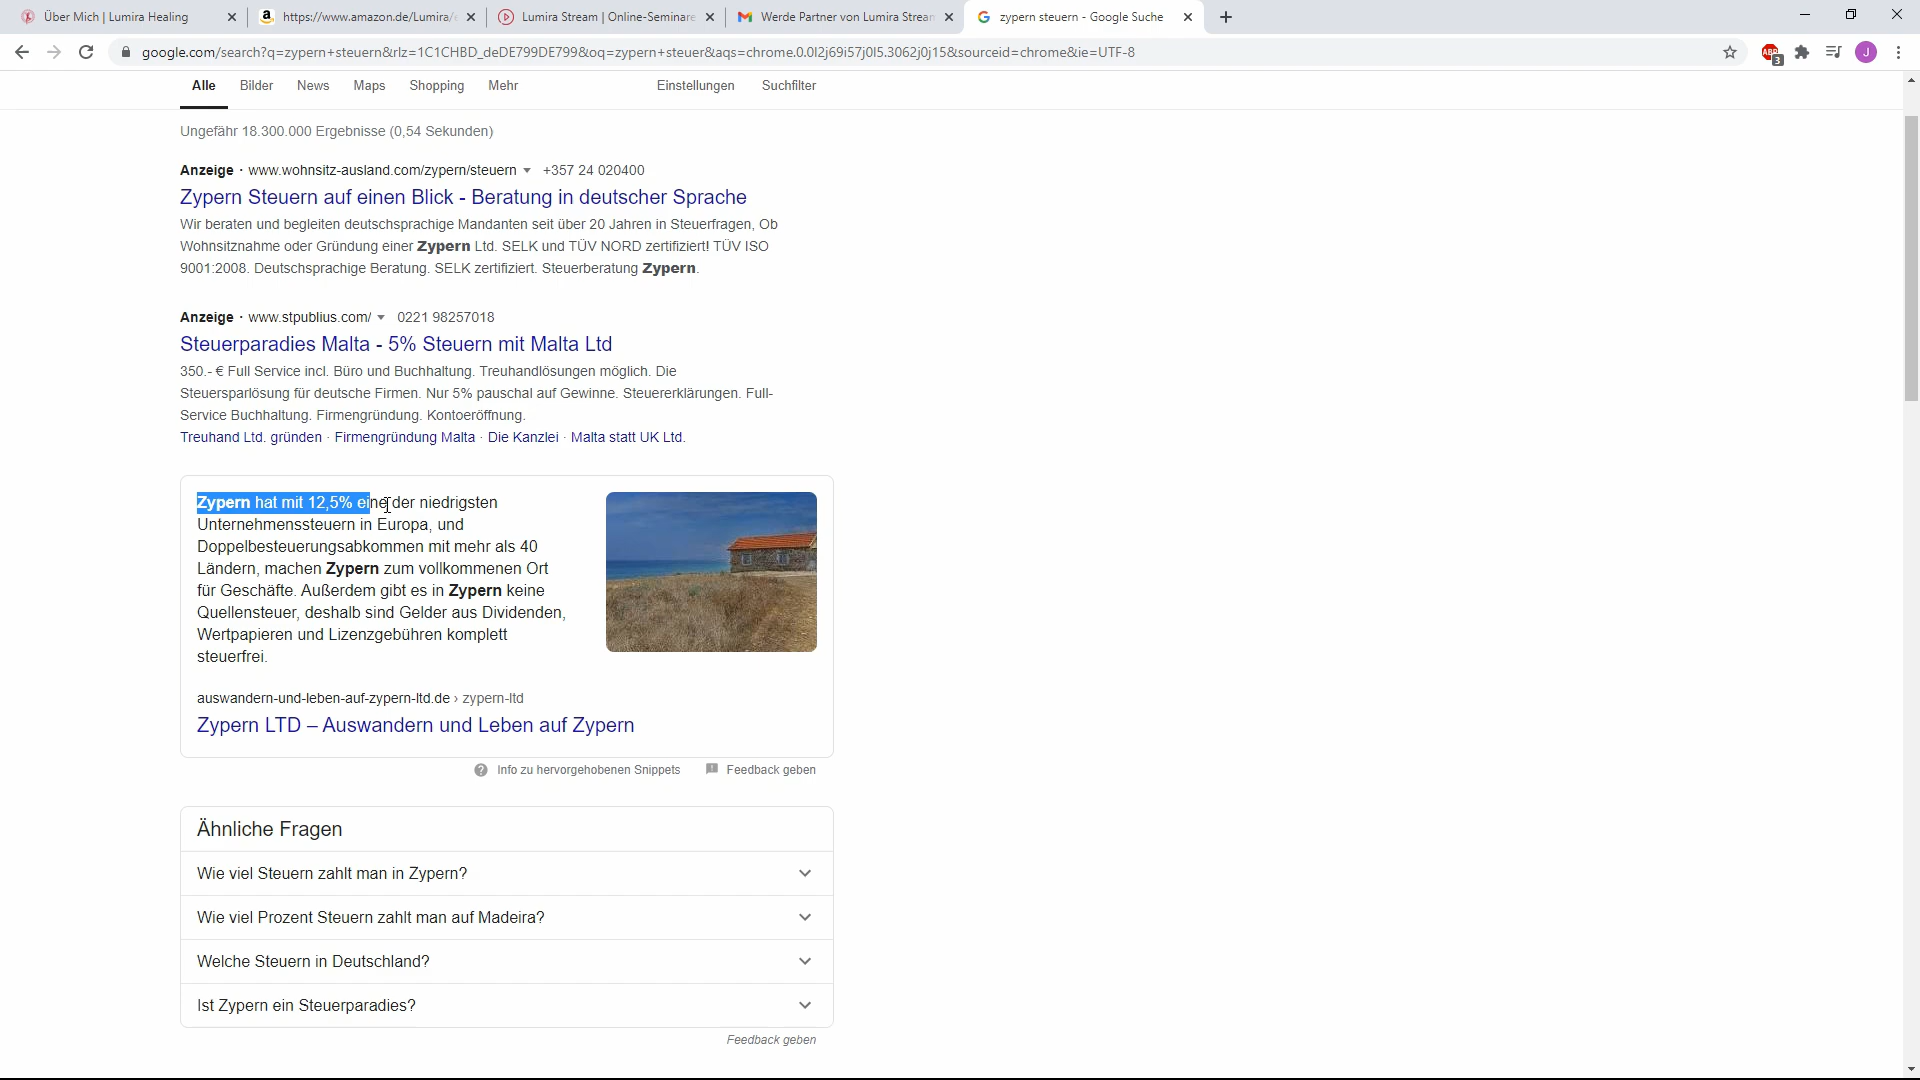 Über Mich | Lumira Healing
https://www.amazon.de/Lumira/
Lumira Stream | Online-Seminare
Werde Partner von Lumira Stream
zypern steuern - Google Suche
google.com/search?q=zypern+steuern&rlz=1C1CHBD_deDE799DE799&oq=zypern+steuer&aqs=chrome.0.0l2j69i57j0l5.3062j0j15&sourceid=chrome&ie=UTF-8
ABP
3
J
Alle
Bilder
News
Maps
Shopping
Mehr
Einstellungen
Suchfilter
Ungefähr 18.300.000 Ergebnisse (0,54 Sekunden)
Anzeige · www.wohnsitz-ausland.com/zypern/steuern +357 24 020400
Zypern Steuern auf einen Blick - Beratung in deutscher Sprache
Wir beraten und begleiten deutschsprachige Mandanten seit über 20 Jahren in Steuerfragen, Ob
Wohnsitznahme oder Gründung einer Zypern Ltd. SELK und TÜV NORD zertifiziert! TÜV ISO
9001:2008. Deutschsprachige Beratung. SELK zertifiziert. Steuerberatung Zypern.
Anzeige · www.stpublius.com/ 0221 98257018
Steuerparadies Malta - 5% Steuern mit Malta Ltd
350.- € Full Service incl. Büro und Buchhaltung. Treuhandlösungen möglich. Die
Steuersparlösung für deutsche Firmen. Nur 5% pauschal auf Gewinne. Steuererklärungen. Full-
Service Buchhaltung. Firmengründung. Kontoeröffnung.
Treuhand Ltd. gründen · Firmengründung Malta · Die Kanzlei · Malta statt UK Ltd.
Zypern hat mit 12,5% eine der niedrigsten
Unternehmenssteuern in Europa, und
Doppelbesteuerungsabkommen mit mehr als 40
Ländern, machen Zypern zum vollkommenen Ort
für Geschäfte. Außerdem gibt es in Zypern keine
Quellensteuer, deshalb sind Gelder aus Dividenden,
Wertpapieren und Lizenzgebühren komplett
steuerfrei.
auswandern-und-leben-auf-zypern-ltd.de › zypern-ltd
Zypern LTD – Auswandern und Leben auf Zypern
Info zu hervorgehobenen Snippets
Feedback geben
Ähnliche Fragen
Wie viel Steuern zahlt man in Zypern?
Wie viel Prozent Steuern zahlt man auf Madeira?
Welche Steuern in Deutschland?
Ist Zypern ein Steuerparadies?
Feedback geben